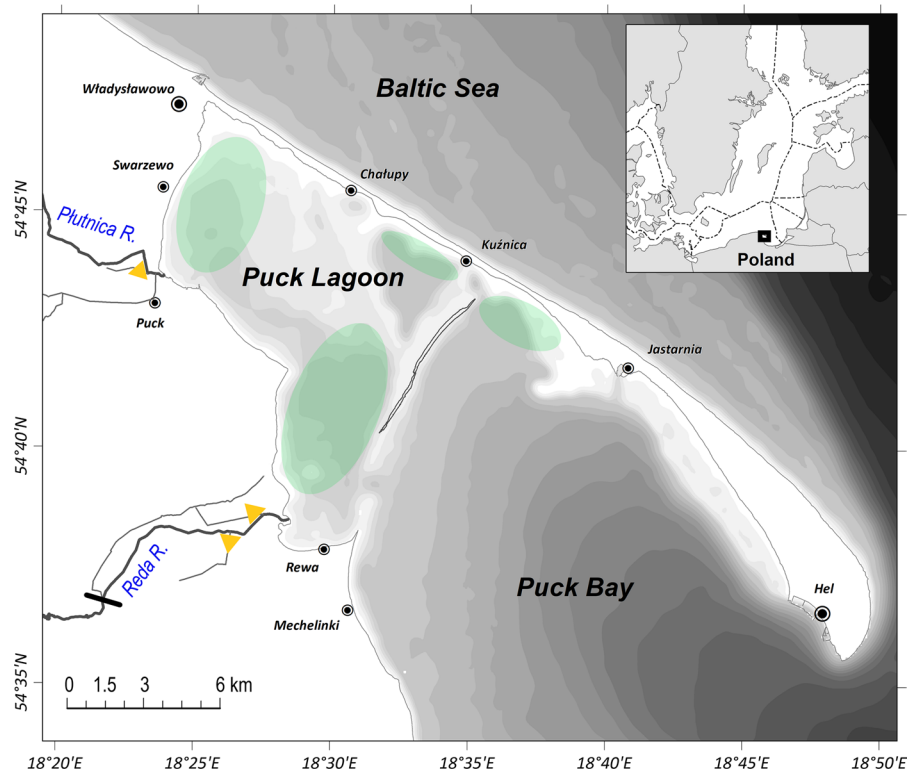 Władysławowo
Baltic Sea
Swarzewo
Chałupy
Płutnica R.
Kuźnica
Poland
Puck Lagoon
Puck
Jastarnia
Reda R.
Rewa
Mechelinki
Puck Bay
Hel
0 1.5 3 6 km
54°45'N
54°40'N
54°35'N
18°20'E 18°25'E 18°30'E 18°35'E 18°40'E 18°45'E 18°50'E